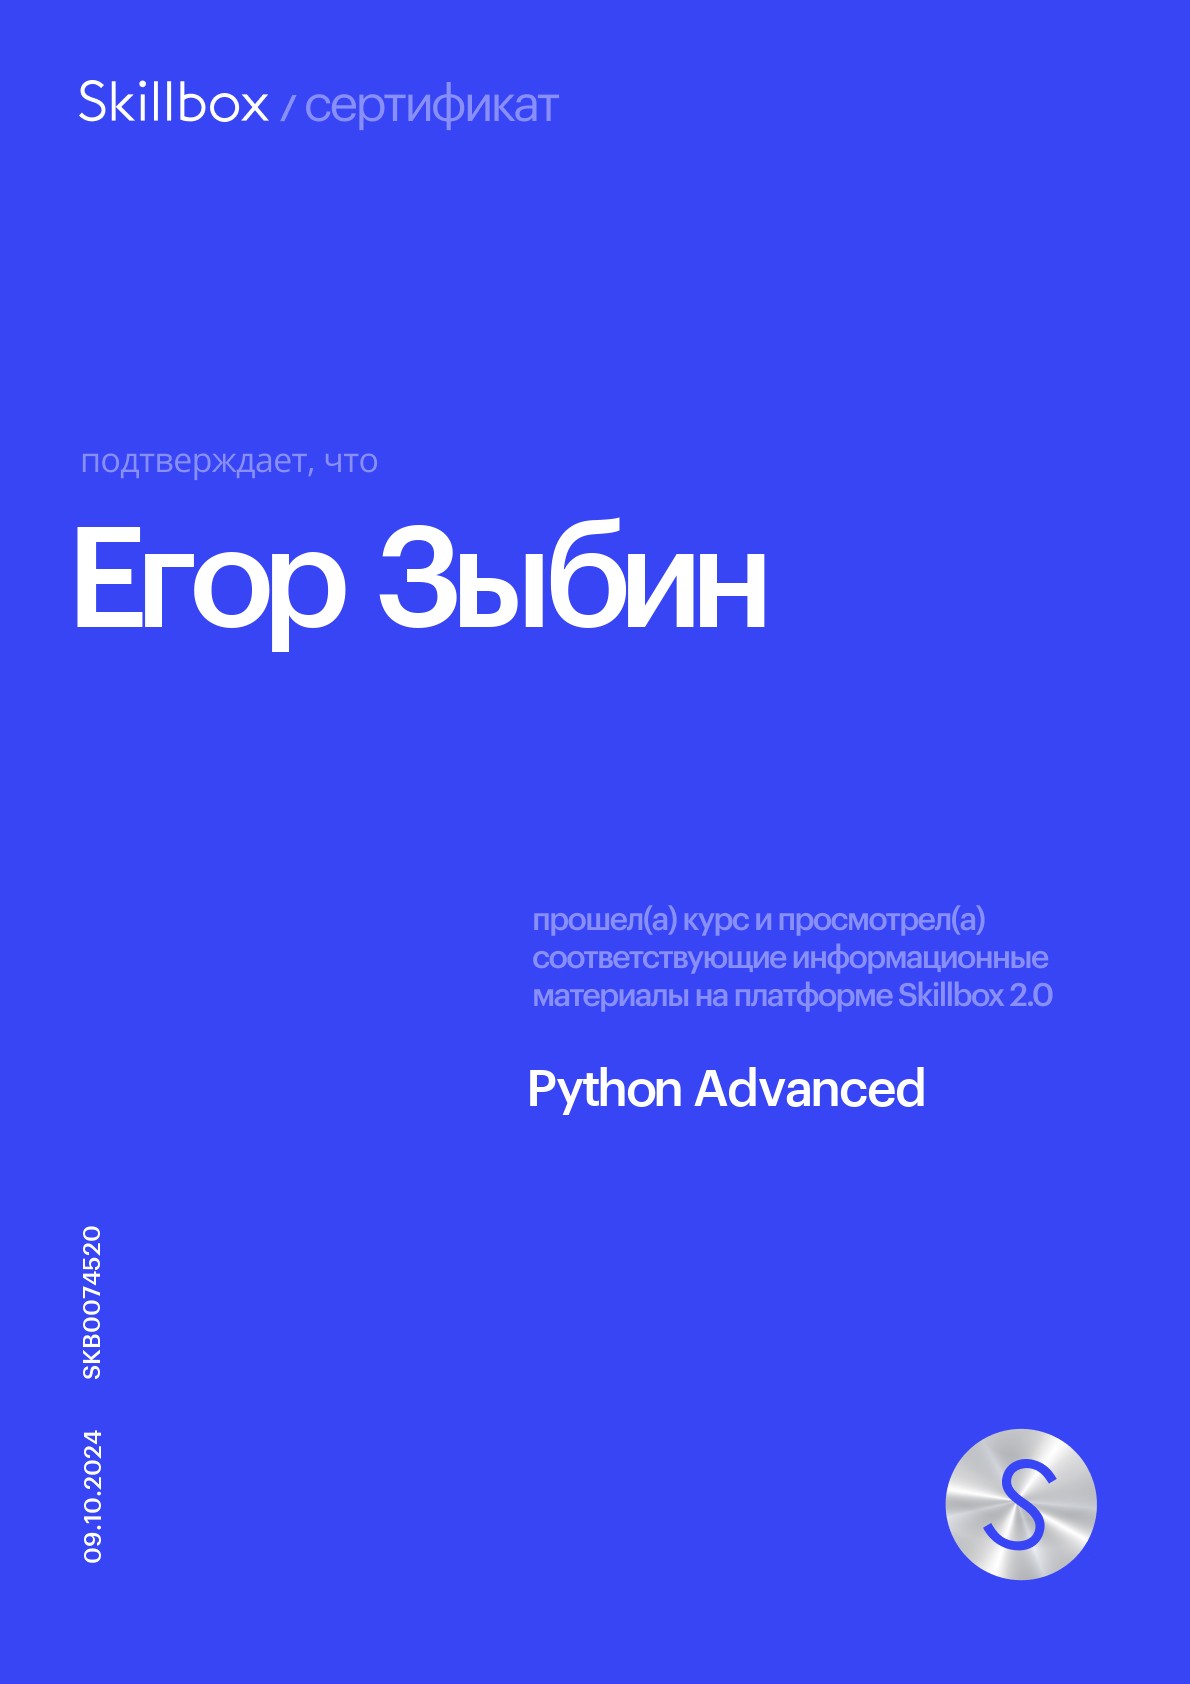 Skillbox / сертификат
подтверждает, что
Егор Зыбин
прошел(а) курс и просмотрел(а)
соответствующие информационные
материалы на платформе Skillbox 2.0
Python Advanced
SKB0074520
09.10.2024
S